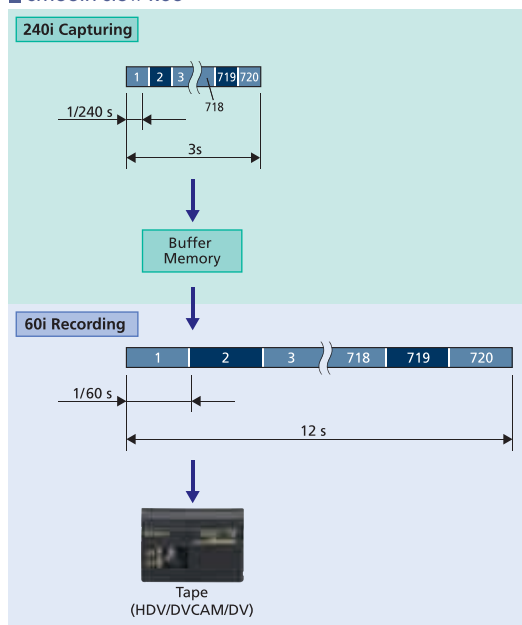 240i Capturing
1 2 3 719 720
718
1/240 s
3s
Buffer
Memory
60i Recording
1 2 3 718 719 720
1/60 s
12 s
Tape
(HDV/DVCAM/DV)